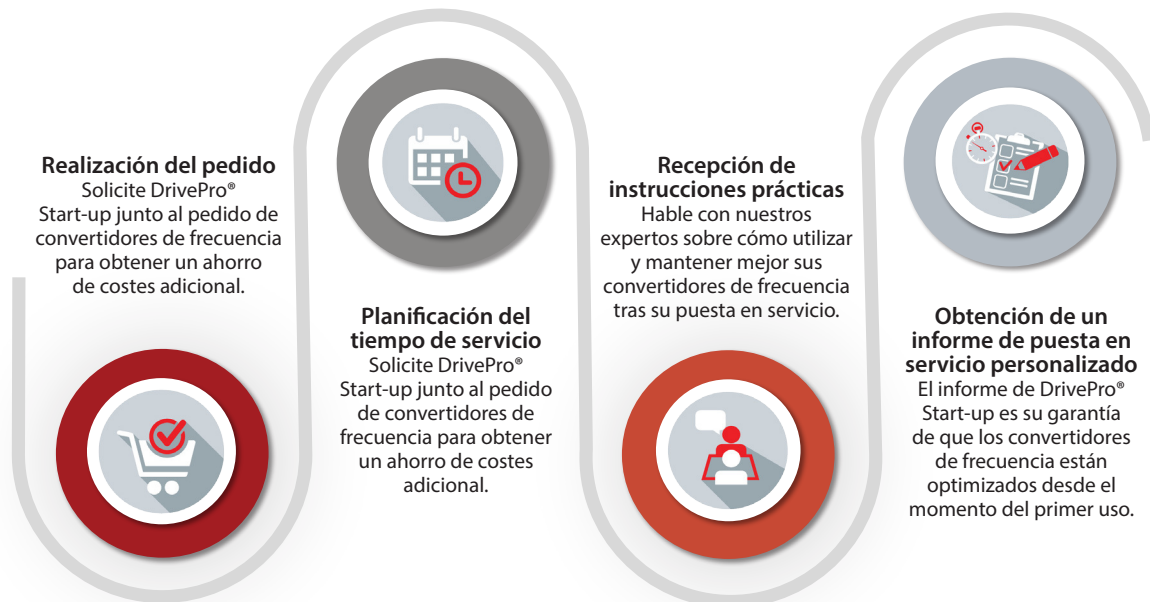 Realización del pedido
Solicite DrivePro®
Start-up junto al pedido de
convertidores de frecuencia
para obtener un ahorro
de costes adicional.
Planificación del
tiempo de servicio
Solicite DrivePro®
Start-up junto al pedido
de convertidores de
frecuencia para obtener
un ahorro de costes
adicional.
Recepción de
instrucciones prácticas
Hable con nuestros
expertos sobre cómo utilizar
y mantener mejor sus
convertidores de frecuencia
tras su puesta en servicio.
Obtención de un
informe de puesta en
servicio personalizado
El informe de DrivePro®
Start-up es su garantía
de que los convertidores
de frecuencia están
optimizados desde el
momento del primer uso.